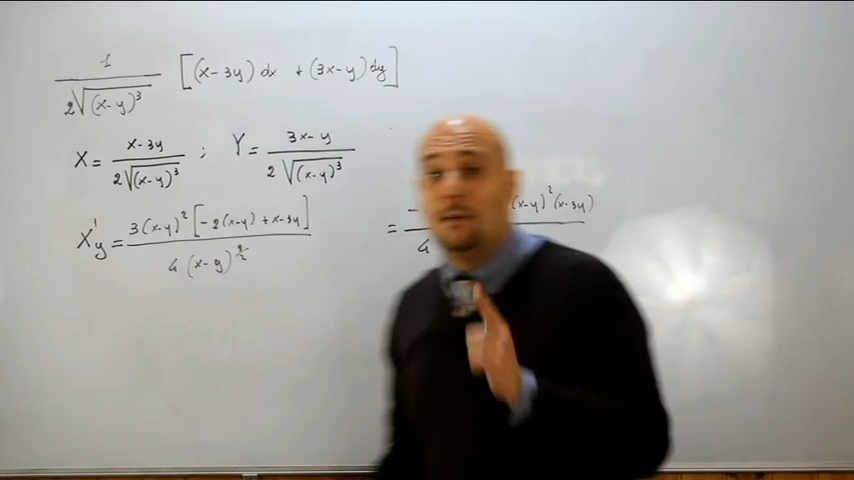 1 / 2√(x-y)³ [(x-3y) dx + (3x-y) dy]
X = x-3y / 2√(x-y)³ ; Y = 3x-y / 2√(x-y)³
X'y = 3(x-y)² [-2(x-y) + x-3y] / 4(x-y)^(9/2) = - (x-y)² (x-3y) / 4